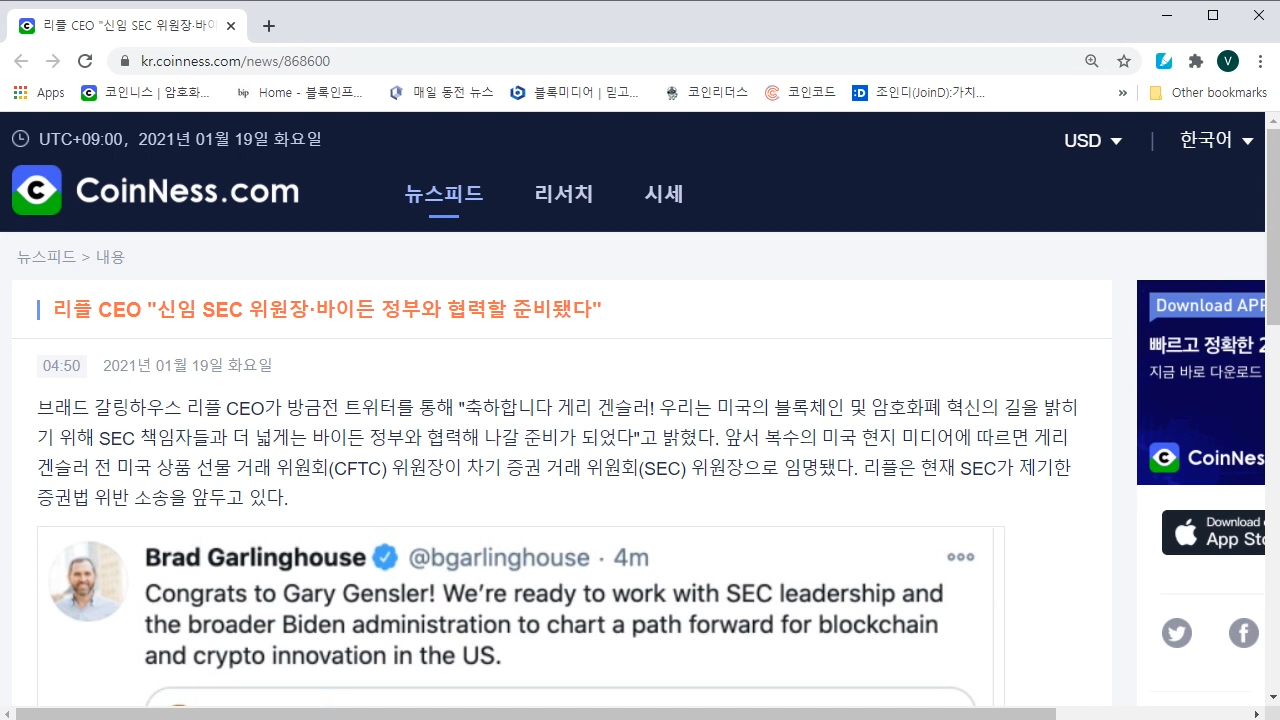 리플 CEO "신임 SEC 위원장·바이
kr.coinness.com/news/868600
V
Apps
코인니스 | 암호화...
bip Home - 블록인프...
매일 동전 뉴스
블록미디어 | 믿고...
코인리더스
코인코드
:D 조인디(JoinD):가치...
»
Other bookmarks
UTC+09:00, 2021년 01월 19일 화요일
USD
한국어
CoinNess.com
뉴스피드
리서치
시세
뉴스피드 > 내용
리플 CEO "신임 SEC 위원장·바이든 정부와 협력할 준비됐다"
04:50 2021년 01월 19일 화요일
브래드 갈링하우스 리플 CEO가 방금전 트위터를 통해 "축하합니다 게리 겐슬러! 우리는 미국의 블록체인 및 암호화폐 혁신의 길을 밝히
기 위해 SEC 책임자들과 더 넓게는 바이든 정부와 협력해 나갈 준비가 되었다"고 밝혔다. 앞서 복수의 미국 현지 미디어에 따르면 게리
겐슬러 전 미국 상품 선물 거래 위원회(CFTC) 위원장이 차기 증권 거래 위원회(SEC) 위원장으로 임명됐다. 리플은 현재 SEC가 제기한
증권법 위반 소송을 앞두고 있다.
Brad Garlinghouse @bgarlinghouse · 4m
Congrats to Gary Gensler! We're ready to work with SEC leadership and
the broader Biden administration to chart a path forward for blockchain
and crypto innovation in the US.
Download APP
빠르고 정확한 2
지금 바로 다운로드
CoinNes
Download
App Sto